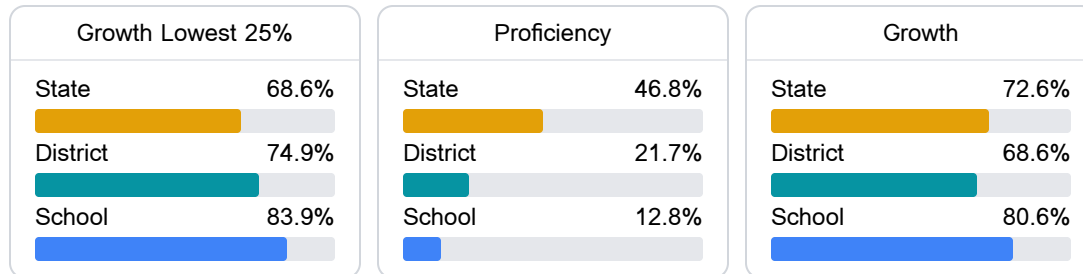 Growth Lowest 25%
State 68.6%
District 74.9%
School 83.9%
Proficiency
State 46.8%
District 21.7%
School 12.8%
Growth
State 72.6%
District 68.6%
School 80.6%